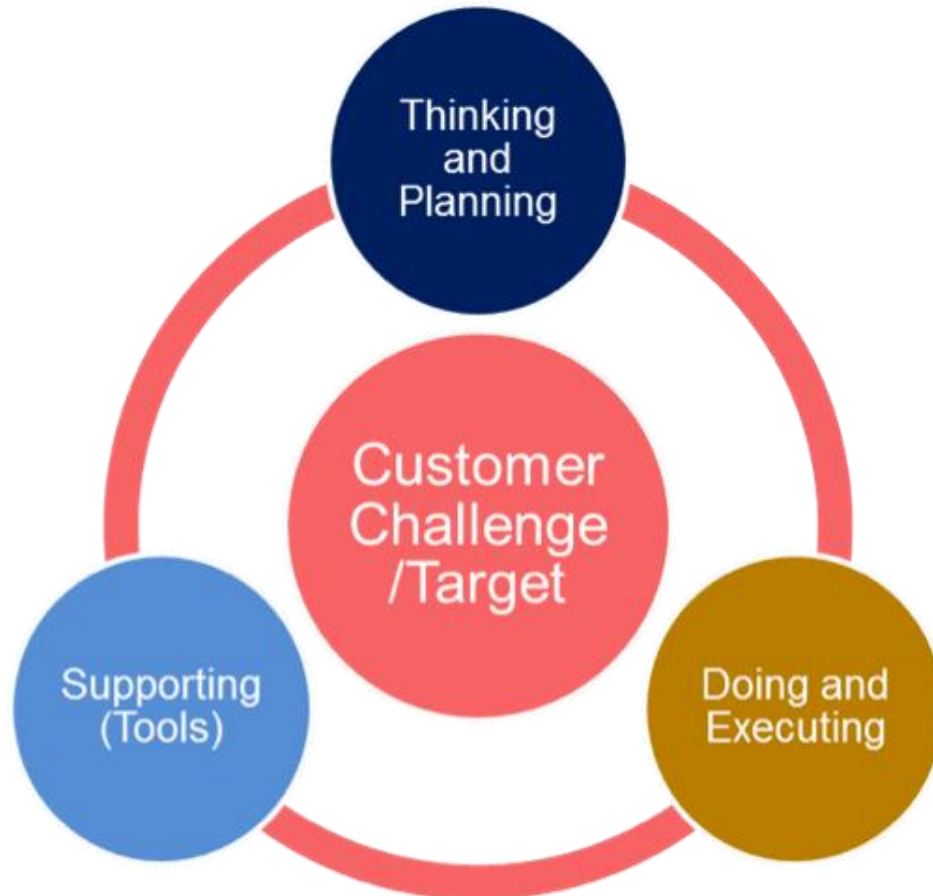 Thinking
and
Planning
Customer
Challenge
/Target
Supporting
(Tools)
Doing and
Executing